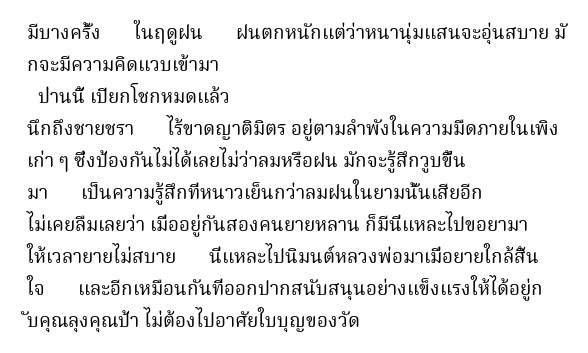 มีบางครั้ง ในฤดูฝน ฝนตกหนักแต่ว่าหนานุ่มแสนจะอุ่นสบาย มั
กจะมีความคิดแวบเข้ามา
ปานนี้ เปียกโชกหมดแล้ว
นึกถึงชายชรา ไร้ขาดญาติมิตร อยู่ตามลำพังในความมืดภายในเพิง
เก่า ๆ ซึ่งป้องกันไม่ได้เลยไม่ว่าลมหรือฝน มักจะรู้สึกวูบขึ้น
มา เป็นความรู้สึกที่หนาวเย็นกว่าลมฝนในยามนั้นเสียอีก
ไม่เคยลืมเลยว่า เมื่ออยู่กันสองคนยายหลาน ก็มีนี่แหละไปขอยามา
ให้เวลายายไม่สบาย นี่แหละไปนิมนต์หลวงพ่อมาเมื่อยายใกล้สิ้น
ใจ และอีกเหมือนกันที่ออกปากสนับสนุนอย่างแข็งแรงให้ได้อยู่ก
ับคุณลุงคุณป้า ไม่ต้องไปอาศัยใบบุญของวัด